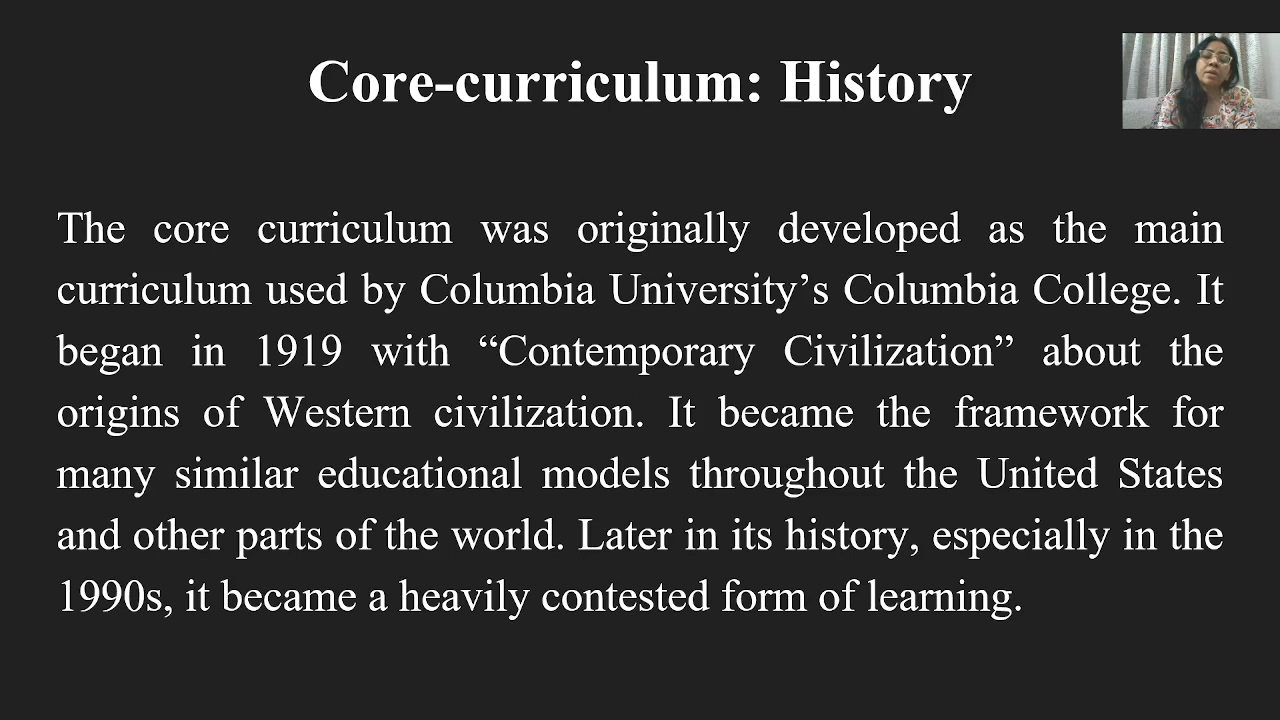 Core-curriculum: History
The core curriculum was originally developed as the main
curriculum used by Columbia University’s Columbia College. It
began in 1919 with “Contemporary Civilization” about the
origins of Western civilization. It became the framework for
many similar educational models throughout the United States
and other parts of the world. Later in its history, especially in the
1990s, it became a heavily contested form of learning.